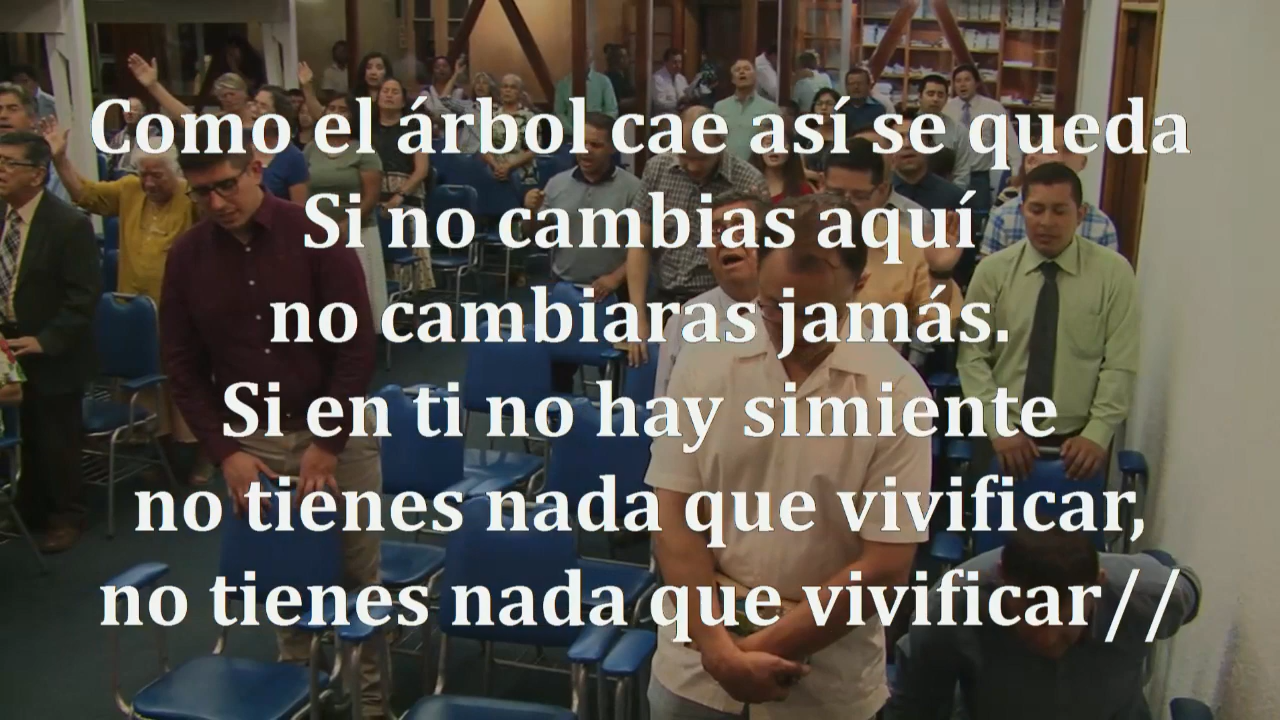 Como el árbol cae así se queda
Si no cambias aquí
no cambiaras jamás.
Si en ti no hay simiente
no tienes nada que vivificar,
no tienes nada que vivificar//